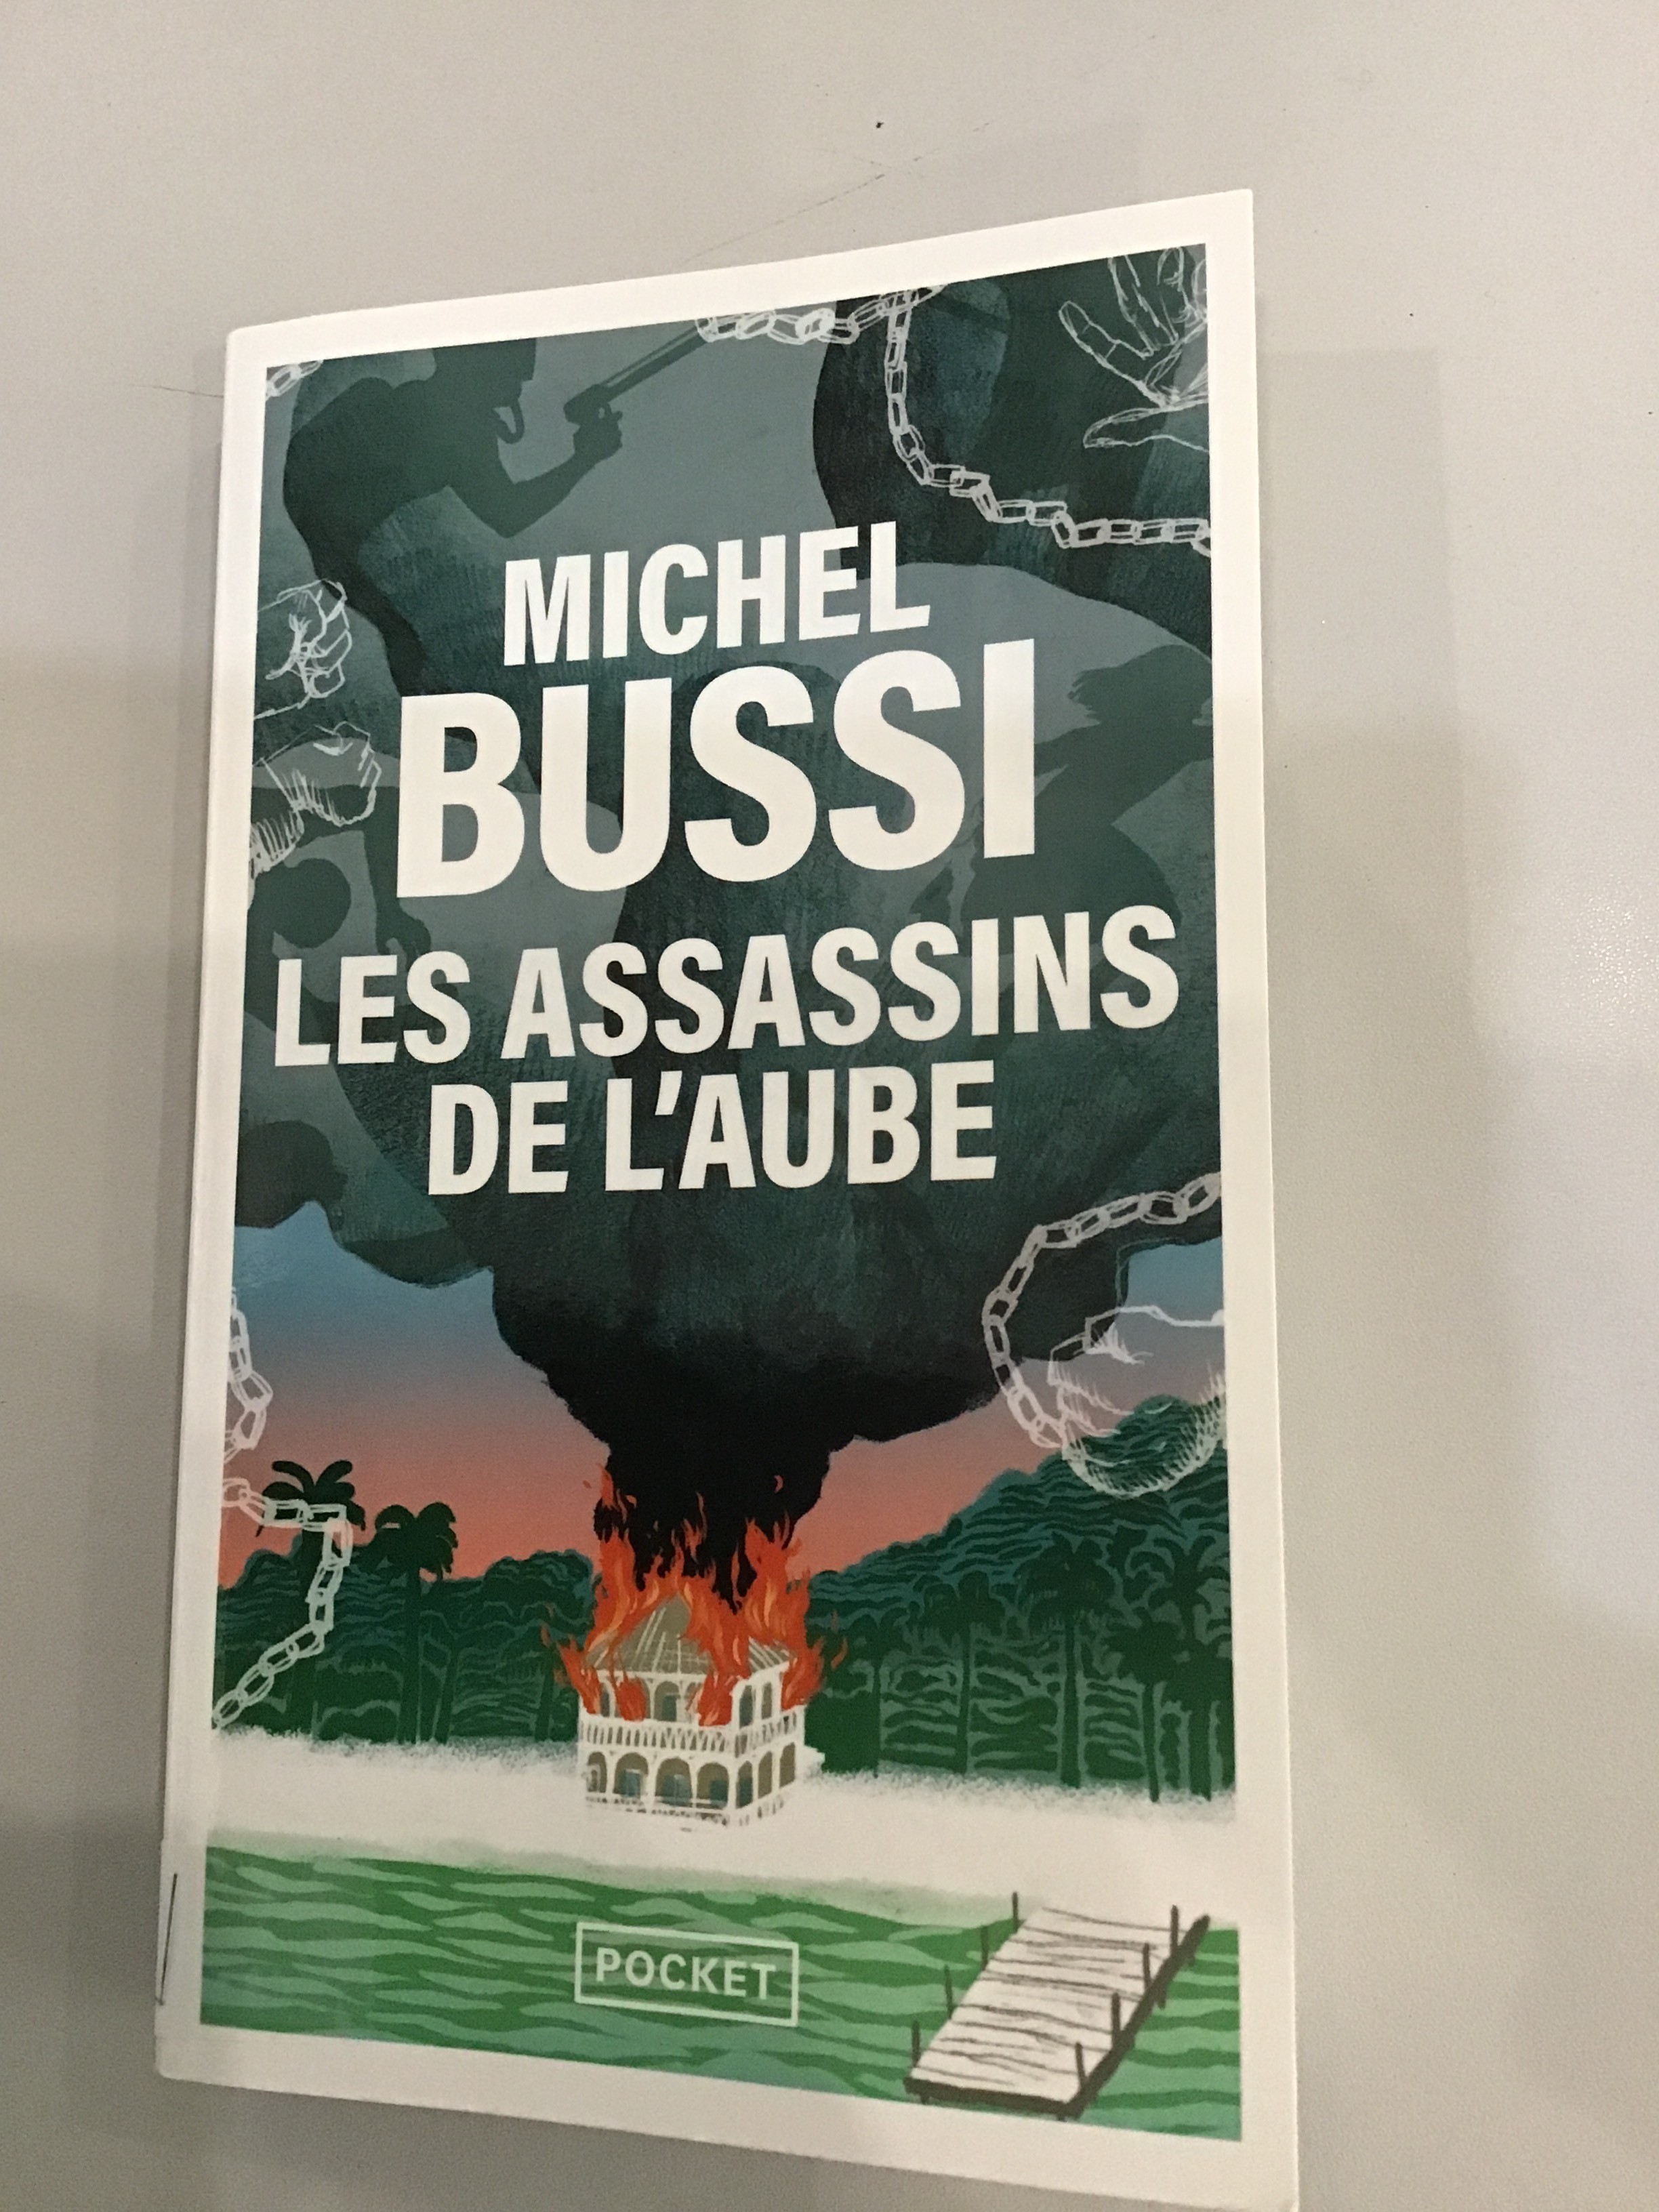 MICHEL
BUSSI
LES ASSASSINS
DE L'AUBE
POCKET